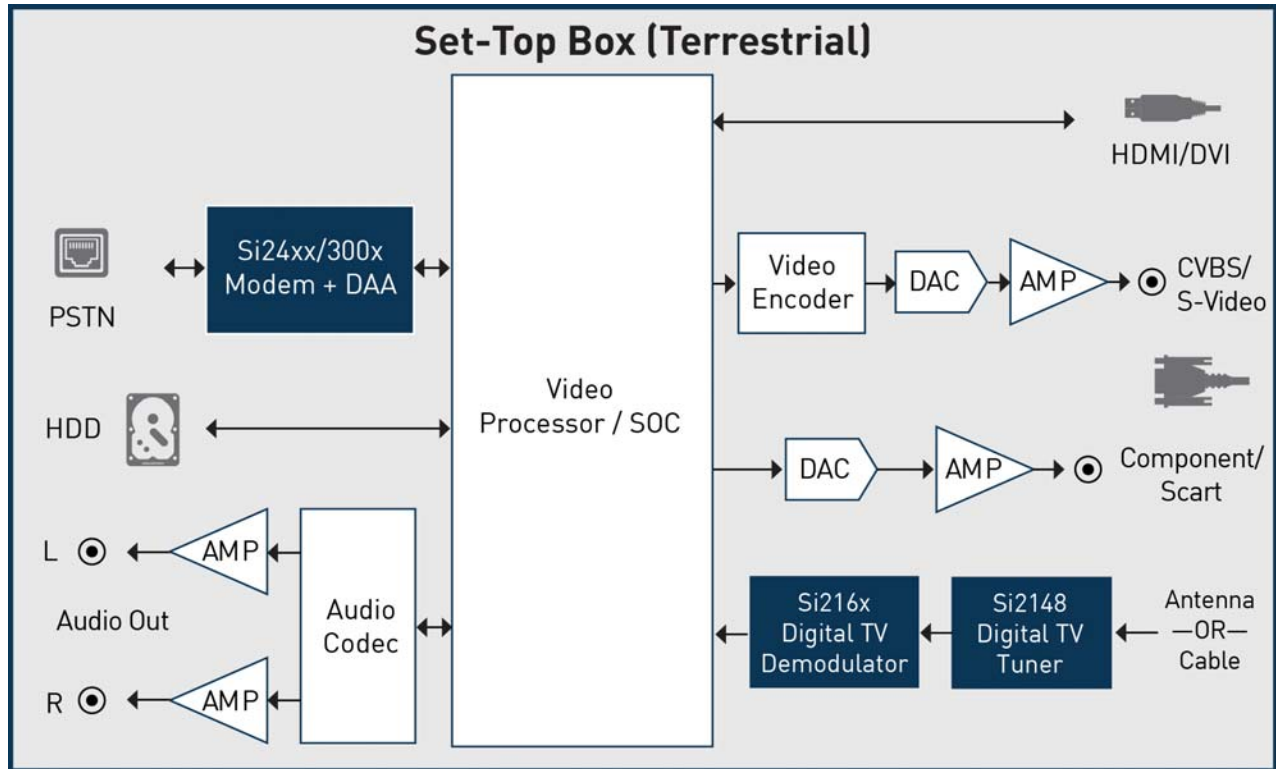 Set-Top Box (Terrestrial)
HDMI/DVI
PSTN
Si24xx/300x
Modem + DAA
Video
Encoder
DAC
AMP
CVBS/
S-Video
HDD
Video
Processor / SOC
DAC
AMP
Component/
Scart
L
AMP
Audio Out
R
AMP
Audio
Codec
Si216x
Digital TV
Demodulator
Si2148
Digital TV
Tuner
Antenna
—OR—
Cable